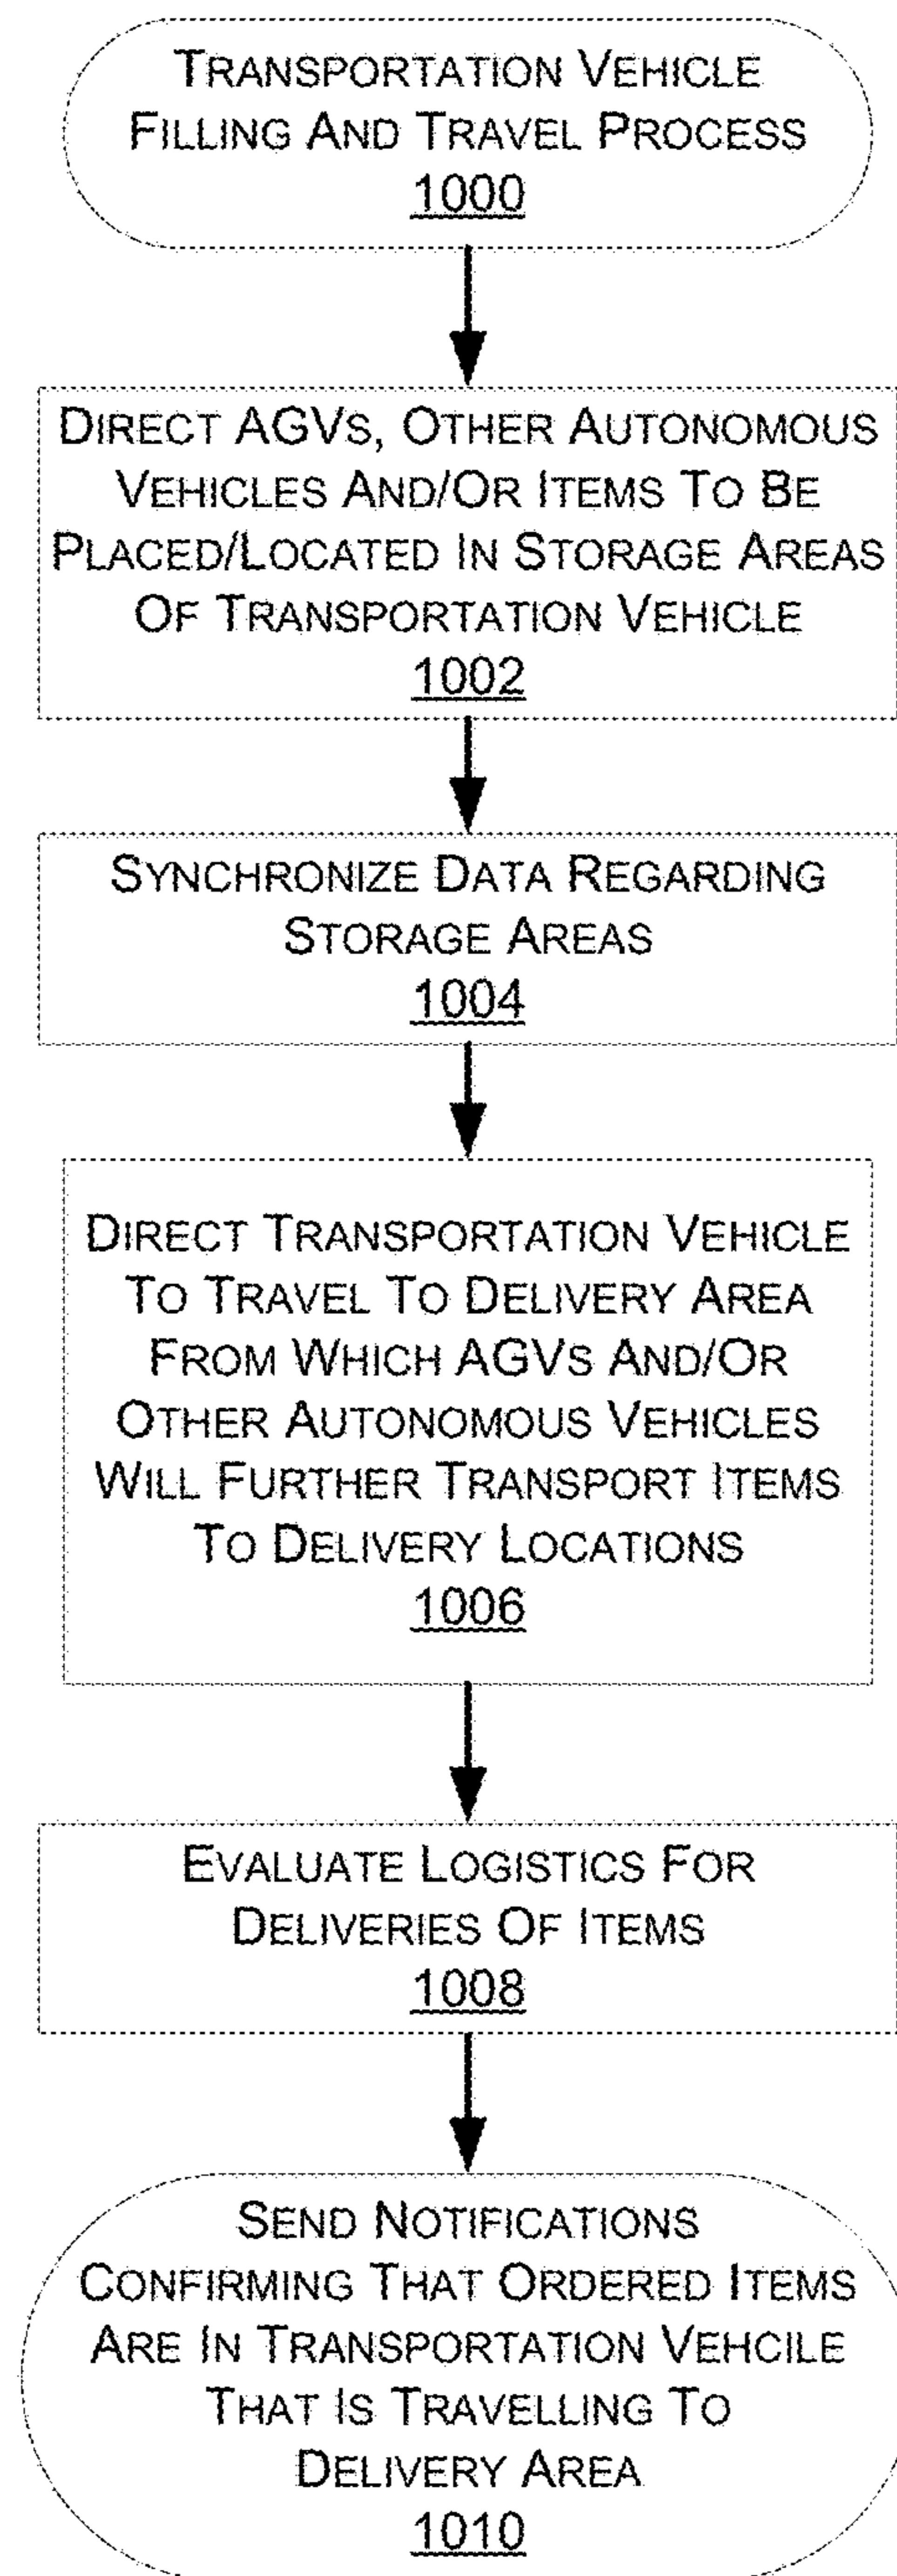 TRANSPORTATION VEHICLE
FILLING AND TRAVEL PROCESS
1000
DIRECT AGVS, OTHER AUTONOMOUS
VEHICLES AND/OR ITEMS TO BE
PLACED/LOCATED IN STORAGE AREAS
OF TRANSPORTATION VEHICLE
1002
SYNCHRONIZE DATA REGARDING
STORAGE AREAS
1004
DIRECT TRANSPORTATION VEHICLE
TO TRAVEL TO DELIVERY AREA
FROM WHICH AGVS AND/OR
OTHER AUTONOMOUS VEHICLES
WILL FURTHER TRANSPORT ITEMS
TO DELIVERY LOCATIONS
1006
EVALUATE LOGISTICS FOR
DELIVERIES OF ITEMS
1008
SEND NOTIFICATIONS
CONFIRMING THAT ORDERED ITEMS
ARE IN TRANSPORTATION VEHCILE
THAT IS TRAVELLING TO
DELIVERY AREA
1010